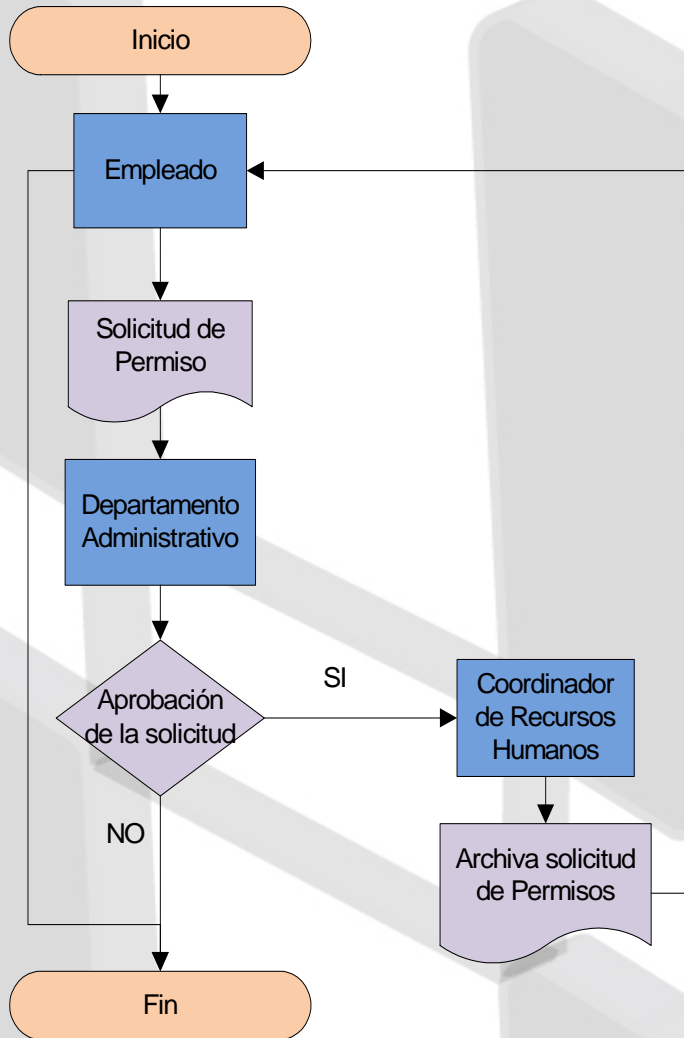 Inicio
Empleado
Solicitud de
Permiso
Departamento
Administrativo
Aprobación
de la solicitud
SI
Coordinador
de Recursos
Humanos
NO
Archiva solicitud
de Permisos
Fin